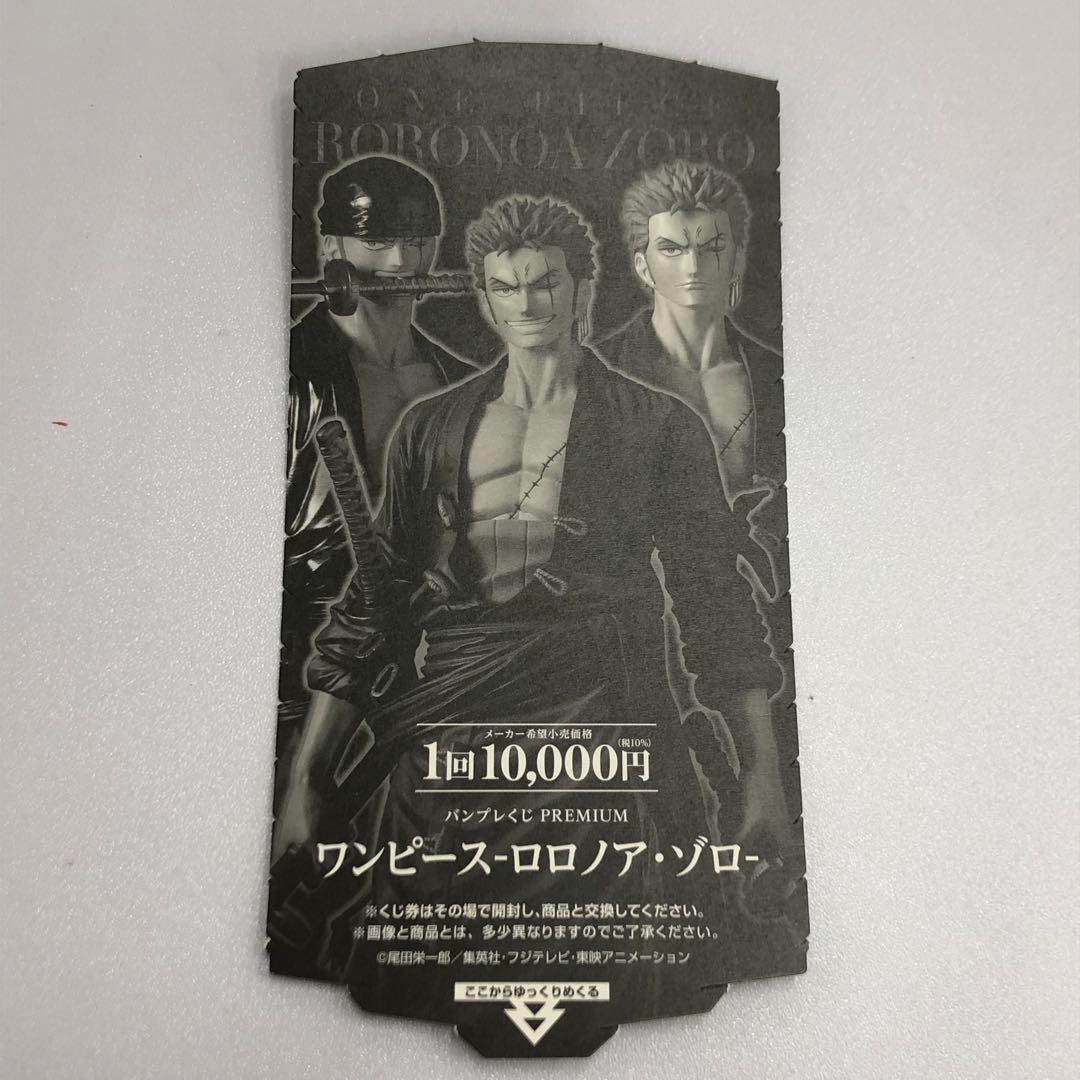 ONE PIECE
RORONOA ZORO
メーカー希望小売価格
1回10,000円(税10%)
バンプレくじ PREMIUM
ワンピース-ロロノア・ゾロ-
※くじ券はその場で開封し、商品と交換してください。
※画像と商品とは、多少異なりますのでご了承ください。
©尾田栄一郎／集英社・フジテレビ・東映アニメーション
ここからゆっくりめくる